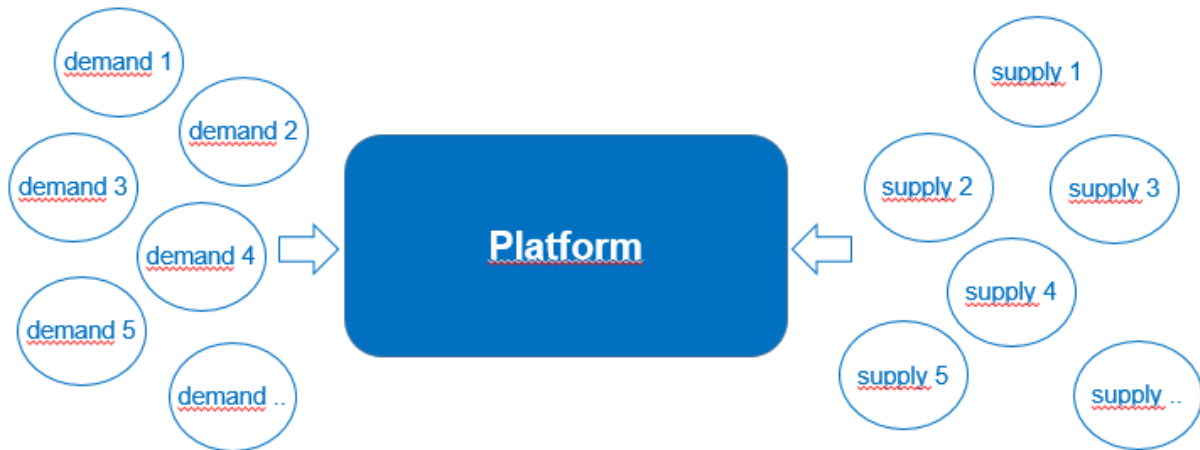 demand 1
demand 2
demand 3
demand 4
demand 5
demand ..
Platform
supply 1
supply 2
supply 3
supply 4
supply 5
supply ..